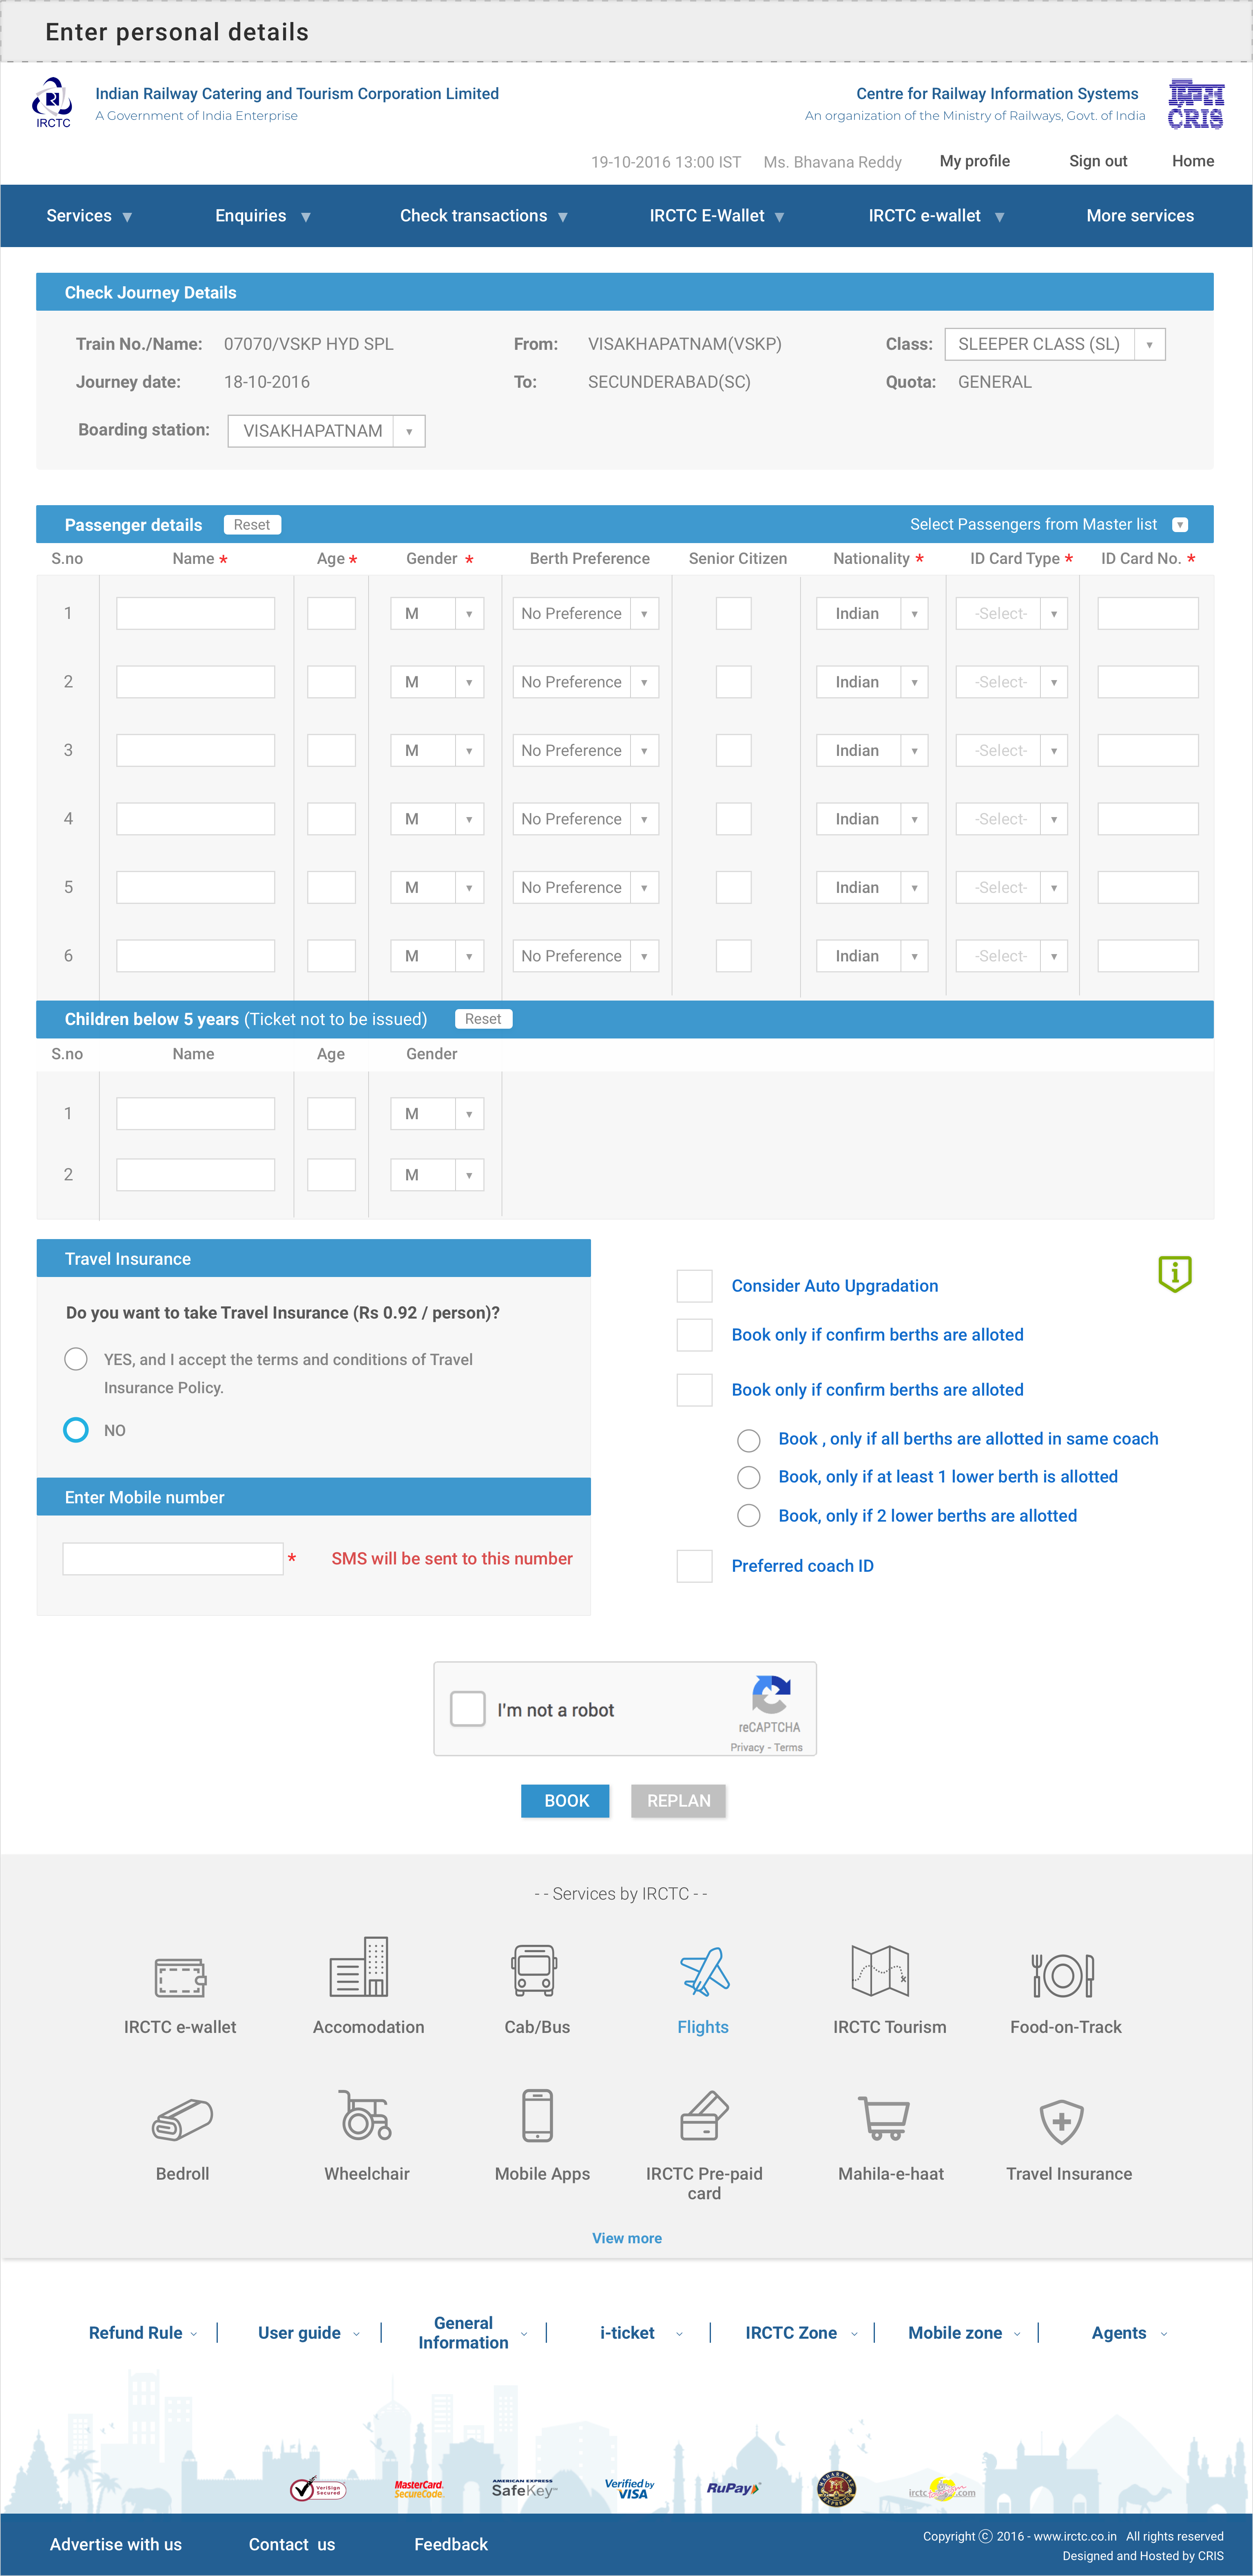 Enter personal details
Indian Railway Catering and Tourism Corporation Limited
A Government of India Enterprise
IRCTC
Centre for Railway Information Systems
An organization of the Ministry of Railways, Govt. of India
CRIS
19-10-2016 13:00 IST Ms. Bhavana Reddy My profile Sign out Home
Services Enquiries Check transactions IRCTC E-Wallet IRCTC e-wallet More services
Check Journey Details
Train No./Name: 07070/VSKP HYD SPL From: VISAKHAPATNAM(VSKP) Class: SLEEPER CLASS (SL)
Journey date: 18-10-2016 To: SECUNDERABAD(SC) Quota: GENERAL
Boarding station: VISAKHAPATNAM
Passenger details Reset Select Passengers from Master list
S.no Name * Age * Gender * Berth Preference Senior Citizen Nationality * ID Card Type * ID Card No. *
1 M No Preference Indian -Select-
2 M No Preference Indian -Select-
3 M No Preference Indian -Select-
4 M No Preference Indian -Select-
5 M No Preference Indian -Select-
6 M No Preference Indian -Select-
Children below 5 years (Ticket not to be issued) Reset
S.no Name Age Gender
1 M
2 M
Travel Insurance
Do you want to take Travel Insurance (Rs 0.92 / person)?
YES, and I accept the terms and conditions of Travel
Insurance Policy.
NO
Enter Mobile number
* SMS will be sent to this number
Consider Auto Upgradation
Book only if confirm berths are alloted
Book only if confirm berths are alloted
Book , only if all berths are allotted in same coach
Book, only if at least 1 lower berth is allotted
Book, only if 2 lower berths are allotted
Preferred coach ID
I'm not a robot
reCAPTCHA
Privacy - Terms
BOOK REPLAN
- - Services by IRCTC - -
IRCTC e-wallet Accomodation Cab/Bus Flights IRCTC Tourism Food-on-Track
Bedroll Wheelchair Mobile Apps IRCTC Pre-paid card Mahila-e-haat Travel Insurance
View more
Refund Rule User guide General Information i-ticket IRCTC Zone Mobile zone Agents
VeriSign Secured
MasterCard. SecureCode.
AMERICAN EXPRESS SafeKey
Verified by VISA
RuPay
Advertise with us Contact us Feedback
Copyright ⓒ 2016 - www.irctc.co.in All rights reserved
Designed and Hosted by CRIS